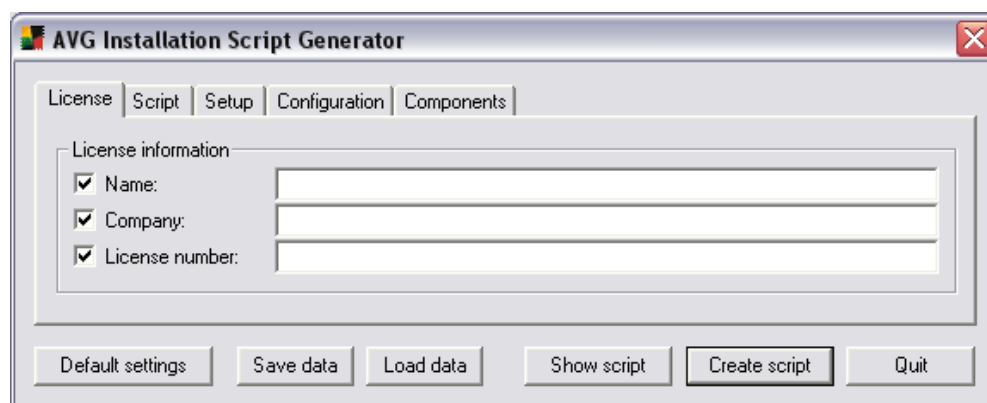 AVG Installation Script Generator
License Script Setup Configuration Components
License information
Name:
Company:
License number:
Default settings Save data Load data Show script Create script Quit